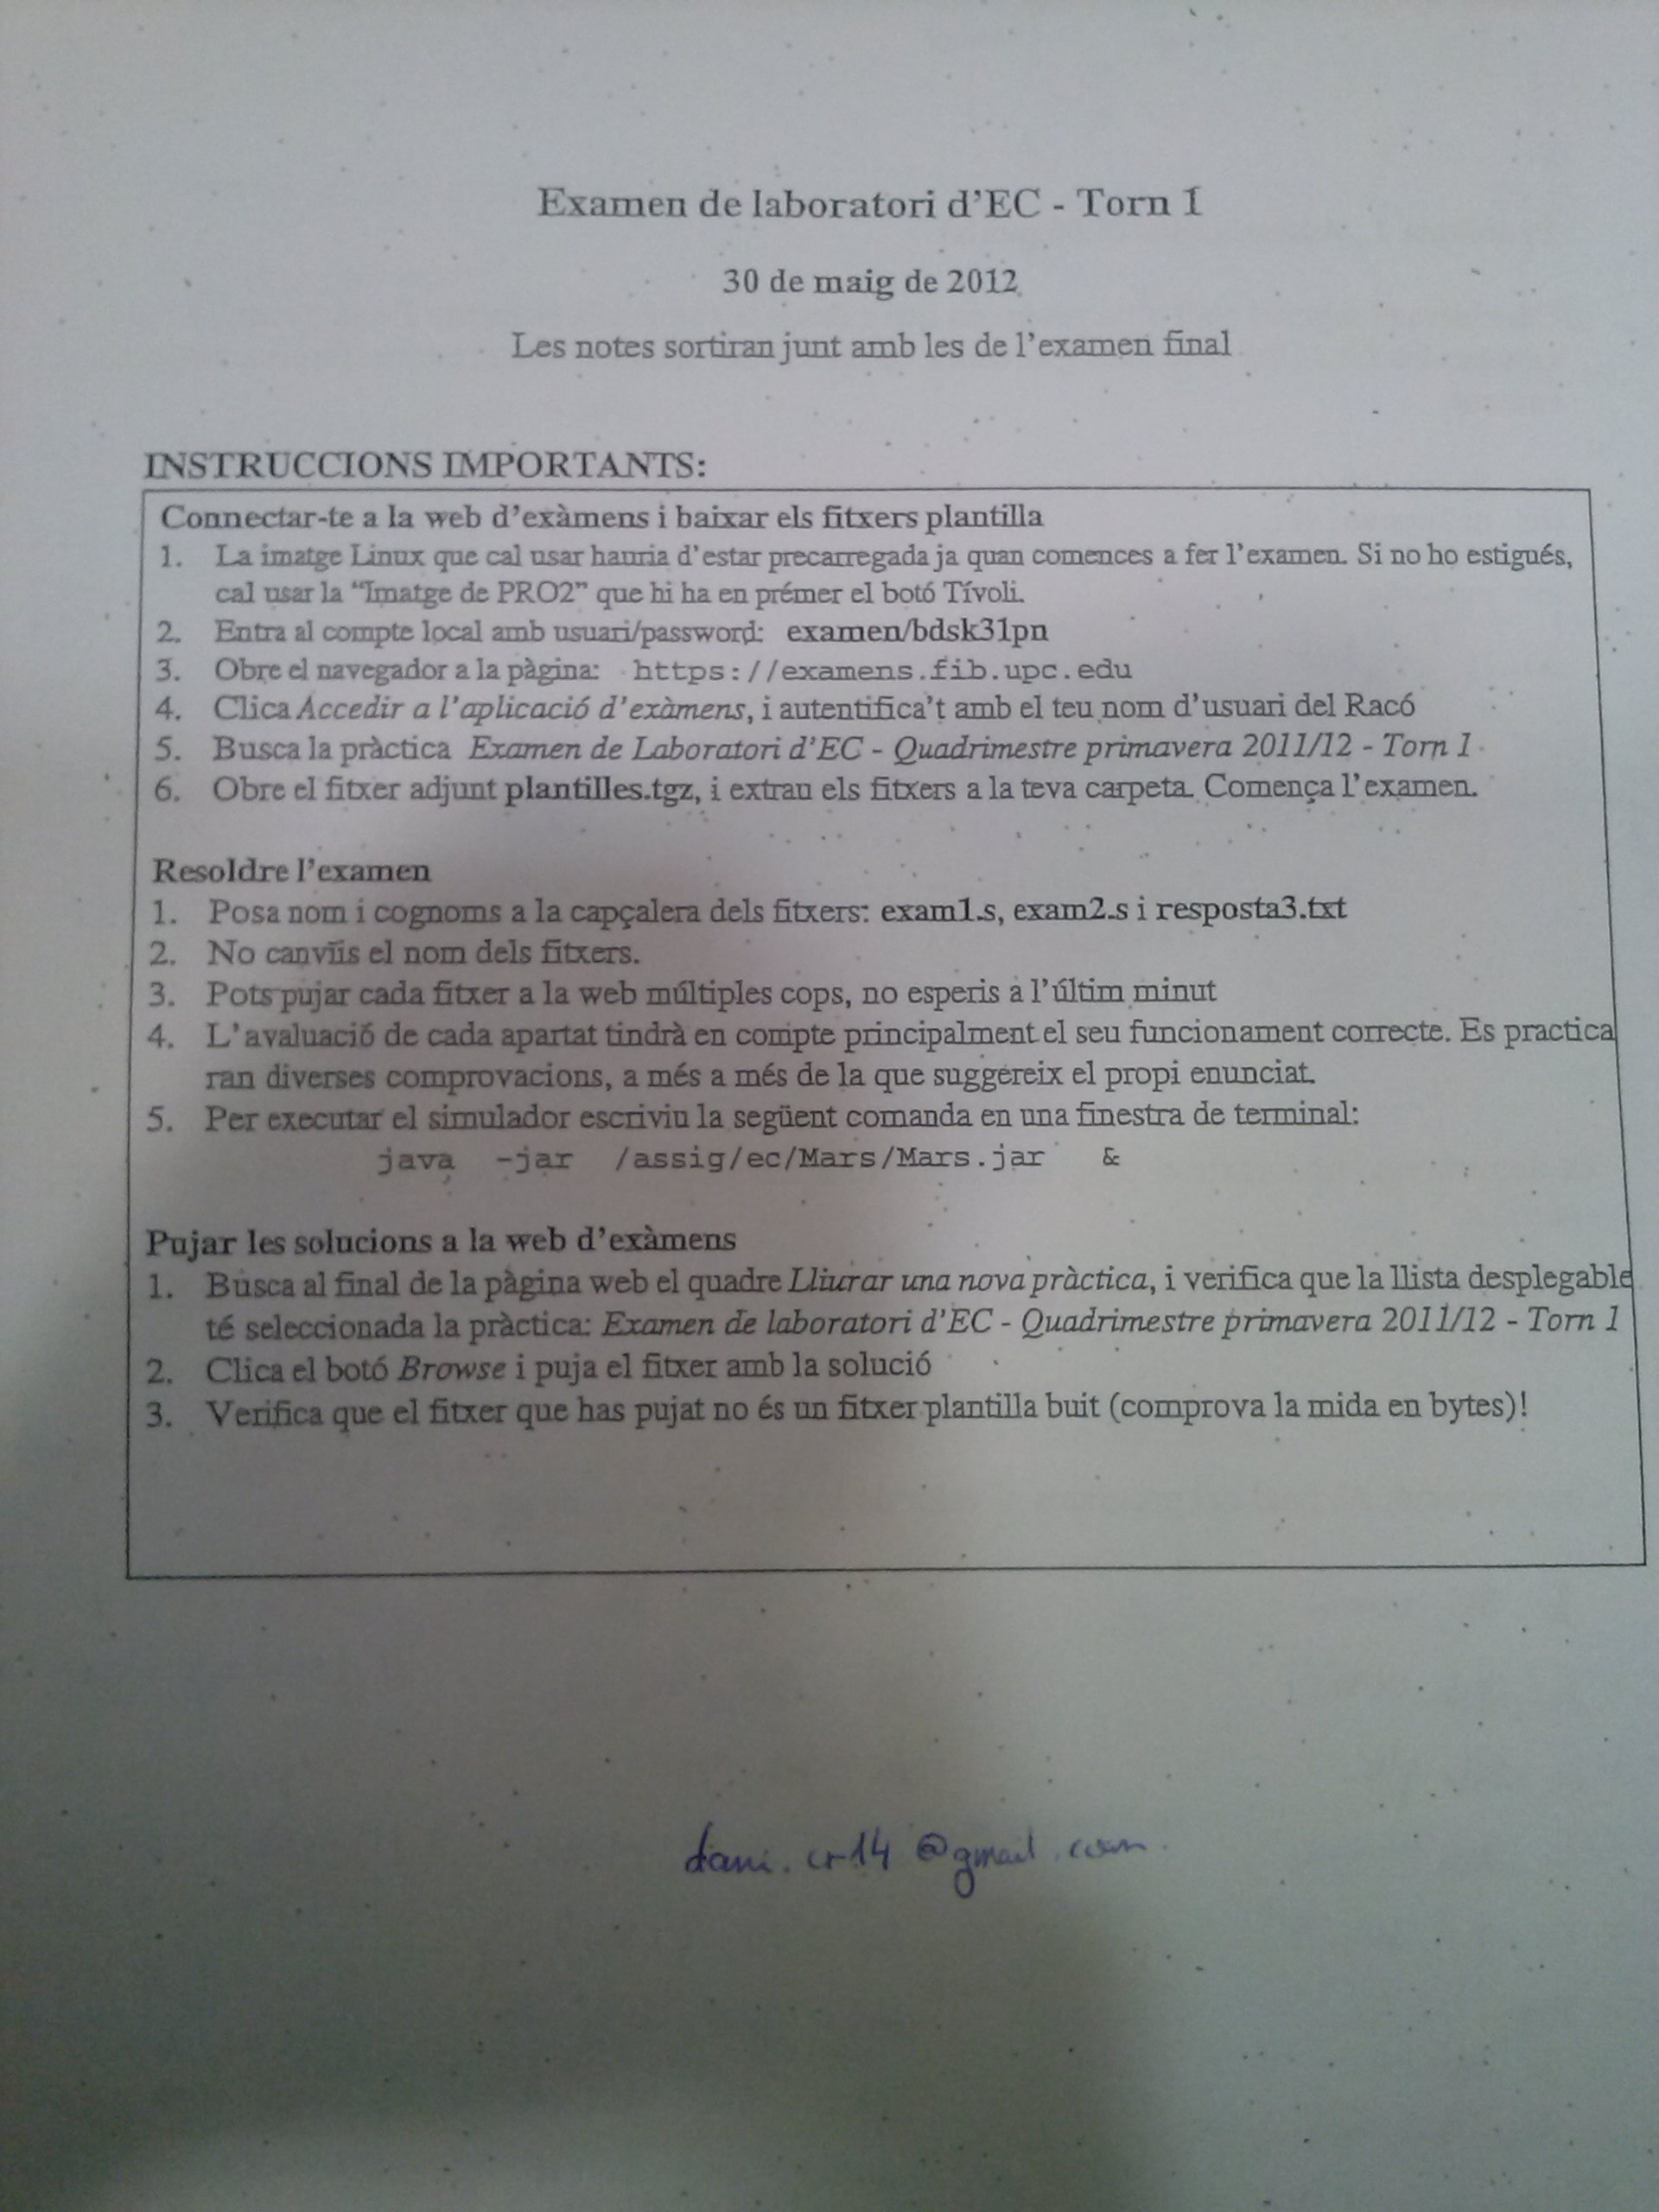 Examen de laboratori d'EC - Torn 1
30 de maig de 2012
Les notes sortiran junt amb les de l'examen final
INSTRUCCIONS IMPORTANTS:
Connectar-te a la web d'exàmens i baixar els fitxers plantilla
1. La imatge Linux que cal usar hauria d'estar precarregada ja quan comences a fer l'examen. Si no ho estigués,
cal usar la "Imatge de PRO2" que hi ha en prémer el botó Tívoli.
2. Entra al compte local amb usuari/password: examen/bdsk31pn
3. Obre el navegador a la pàgina: https://examens.fib.upc.edu
4. Clica Accedir a l'aplicació d'exàmens, i autentifica't amb el teu nom d'usuari del Racó
5. Busca la pràctica Examen de Laboratori d'EC - Quadrimestre primavera 2011/12 - Torn 1
6. Obre el fitxer adjunt plantilles.tgz, i extrau els fitxers a la teva carpeta. Comença l'examen.
Resoldre l'examen
1. Posa nom i cognoms a la capçalera dels fitxers: exam1.s, exam2.s i resposta3.txt
2. No canviïs el nom dels fitxers.
3. Pots pujar cada fitxer a la web múltiples cops, no esperis a l'últim minut
4. L'avaluació de cada apartat tindrà en compte principalment el seu funcionament correcte. Es practica
ran diverses comprovacions, a més a més de la que suggereix el propi enunciat.
5. Per executar el simulador escriviu la següent comanda en una finestra de terminal:
java -jar /assig/ec/Mars/Mars.jar &
Pujar les solucions a la web d'exàmens
1. Busca al final de la pàgina web el quadre Lliurar una nova pràctica, i verifica que la llista desplegable
té seleccionada la pràctica: Examen de laboratori d'EC - Quadrimestre primavera 2011/12 - Torn 1
2. Clica el botó Browse i puja el fitxer amb la solució
3. Verifica que el fitxer que has pujat no és un fitxer plantilla buit (comprova la mida en bytes)!
dani.cr14@gmail.com